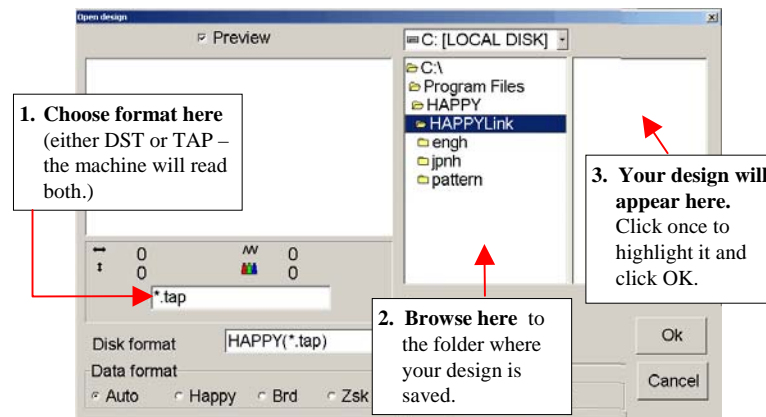 Open design
Preview
C: [LOCAL DISK]
C:\
Program Files
HAPPY
HAPPYLink
engh
jpnh
pattern
1. Choose format here
(either DST or TAP –
the machine will read
both.)
3. Your design will
appear here.
Click once to
highlight it and
click OK.
0
0
0
0
*.tap
2. Browse here to
the folder where
your design is
saved.
Disk format
HAPPY(*.tap)
Data format
Auto
Happy
Brd
Zsk
Ok
Cancel